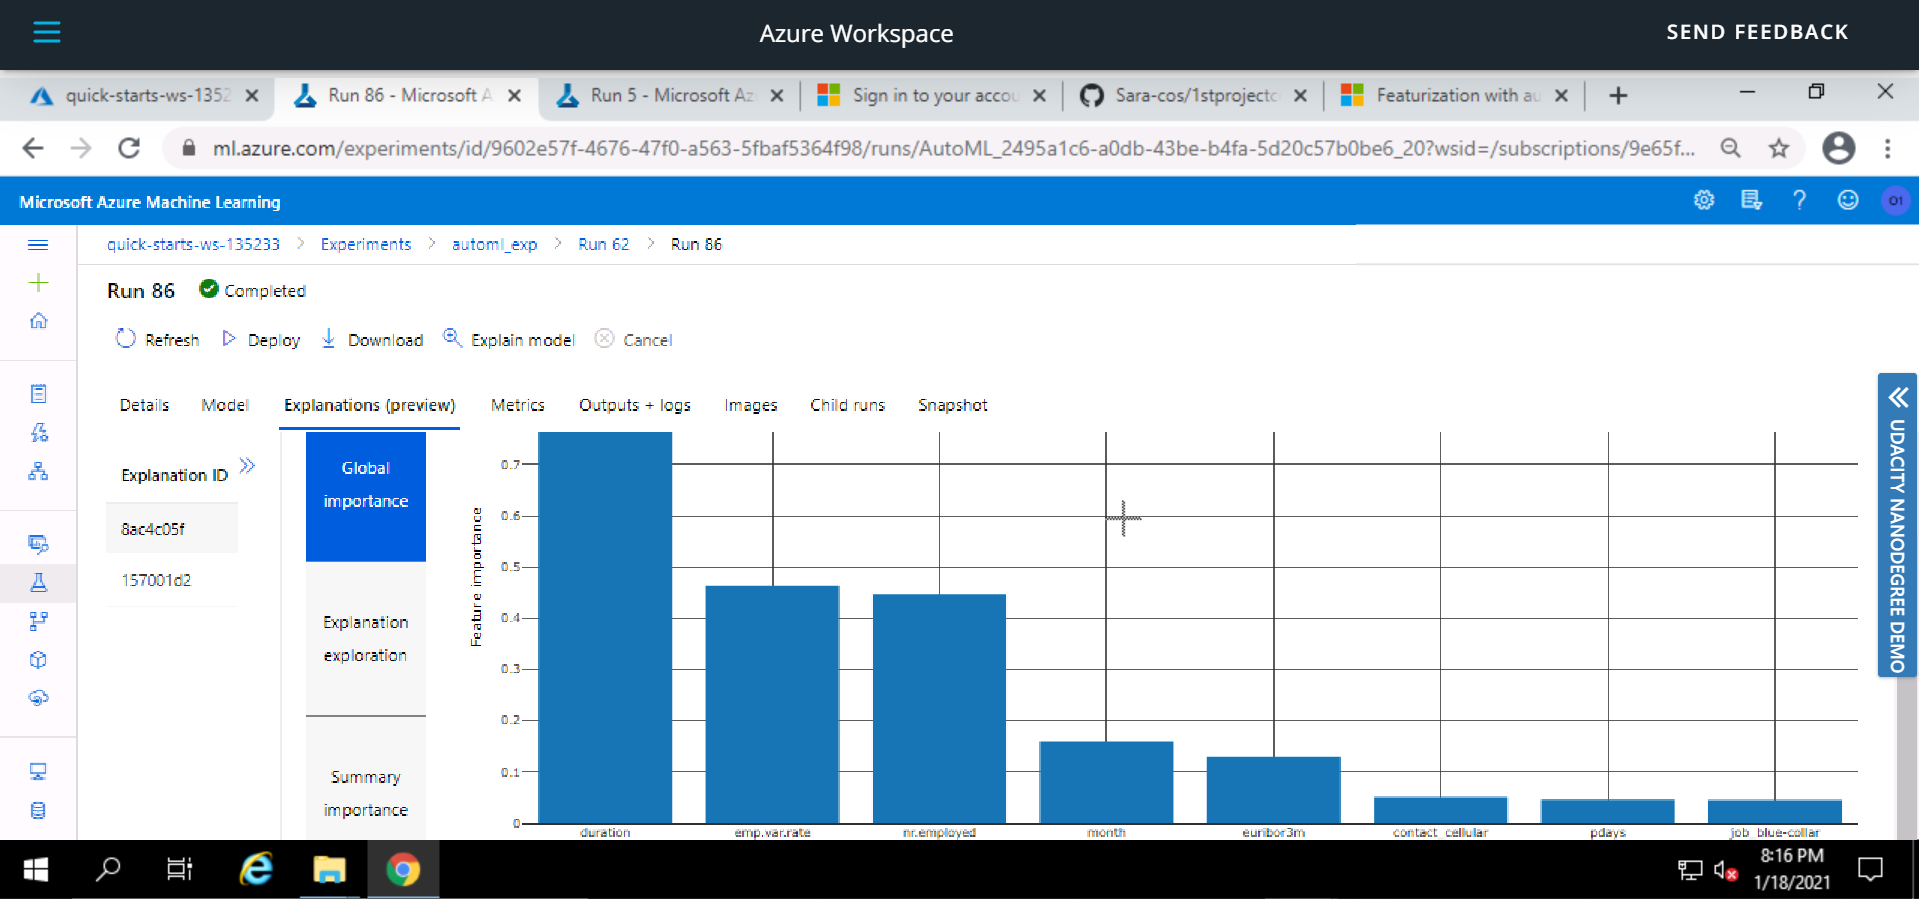 Azure Workspace
SEND FEEDBACK
quick-starts-ws-1352
Run 86 - Microsoft A
Run 5 - Microsoft Az
Sign in to your accou
Sara-cos/1stprojectc
Featurization with au
ml.azure.com/experiments/id/9602e57f-4676-47f0-a563-5fbaf5364f98/runs/AutoML_2495a1c6-a0db-43be-b4fa-5d20c57b0be6_20?wsid=/subscriptions/9e65f...
Microsoft Azure Machine Learning
?
O1
quick-starts-ws-135233 > Experiments > automl_exp > Run 62 > Run 86
Run 86
Completed
Refresh
Deploy
Download
Explain model
Cancel
Details
Model
Explanations (preview)
Metrics
Outputs + logs
Images
Child runs
Snapshot
Explanation ID
8ac4c05f
157001d2
Global
importance
Explanation
exploration
Summary
importance
Feature importance
0.7
0.6
0.5
0.4
0.3
0.2
0.1
0
duration
emp.var.rate
nr.employed
month
euribor3m
contact_cellular
pdays
job_blue-collar
UDACITY NANODEGREE DEMO
8:16 PM
1/18/2021